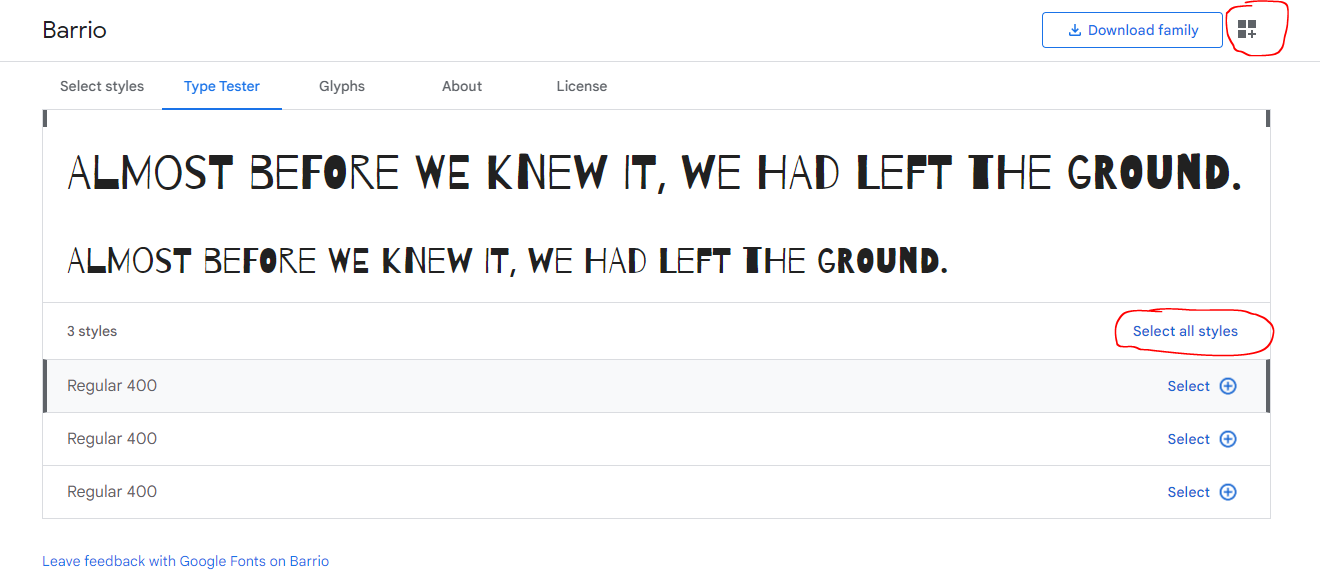 Barrio
Download family
Select styles Type Tester Glyphs About License
ALMOST BEFORE WE KNEW IT, WE HAD LEFT THE GROUND.
ALMOST BEFORE WE KNEW IT, WE HAD LEFT THE GROUND.
3 styles Select all styles
Regular 400 Select
Regular 400 Select
Regular 400 Select
Leave feedback with Google Fonts on Barrio